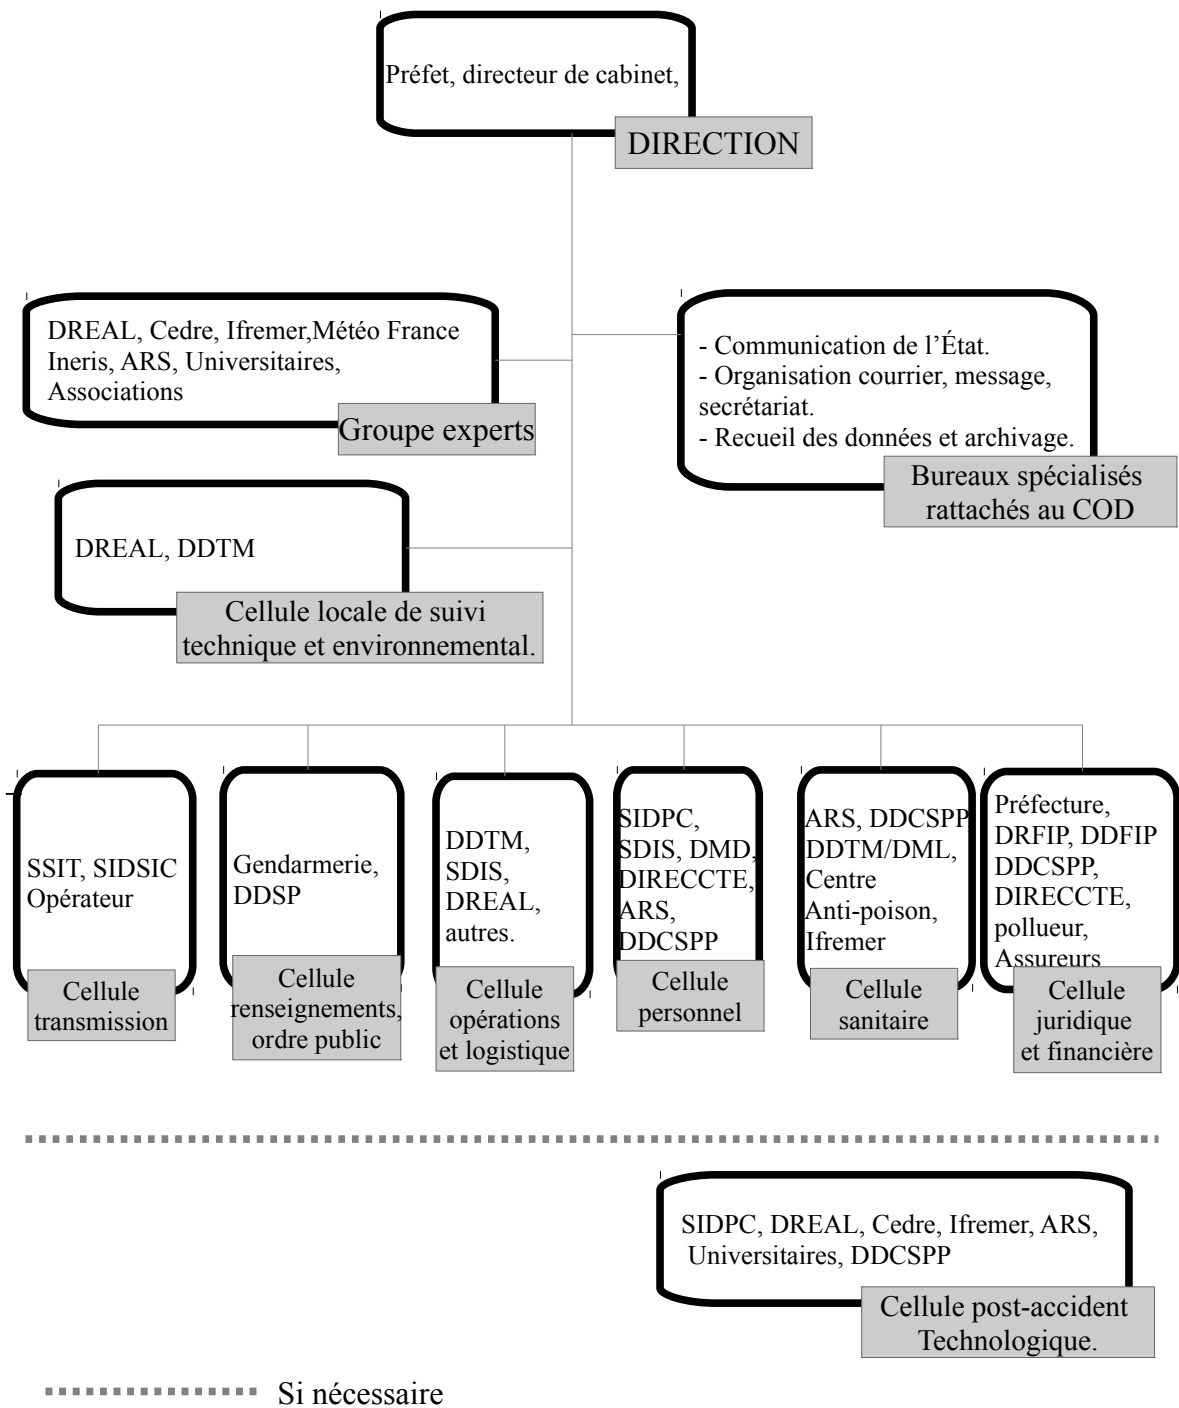 Préfet, directeur de cabinet,
DIRECTION
DREAL, Cedre, Ifremer,Météo France
Ineris, ARS, Universitaires,
Associations
Groupe experts
- Communication de l'État.
- Organisation courrier, message,
secrétariat.
- Recueil des données et archivage.
Bureaux spécialisés
rattachés au COD
DREAL, DDTM
Cellule locale de suivi
technique et environnemental.
SSIT, SIDSIC
Opérateur
Cellule
transmission
Gendarmerie,
DDSP
Cellule
renseignements,
ordre public
DDTM,
SDIS,
DREAL,
autres.
Cellule
opérations
et logistique
SIDPC,
SDIS, DMD,
DIRECCTE,
ARS,
DDCSPP
Cellule
personnel
ARS, DDCSPP,
DDTM/DML,
Centre
Anti-poison,
Ifremer
Cellule
sanitaire
Préfecture,
DRFIP, DDFIP
DDCSPP,
DIRECCTE,
pollueur,
Assureurs
Cellule
juridique
et financière
SIDPC, DREAL, Cedre, Ifremer, ARS,
Universitaires, DDCSPP
Cellule post-accident
Technologique.
Si nécessaire